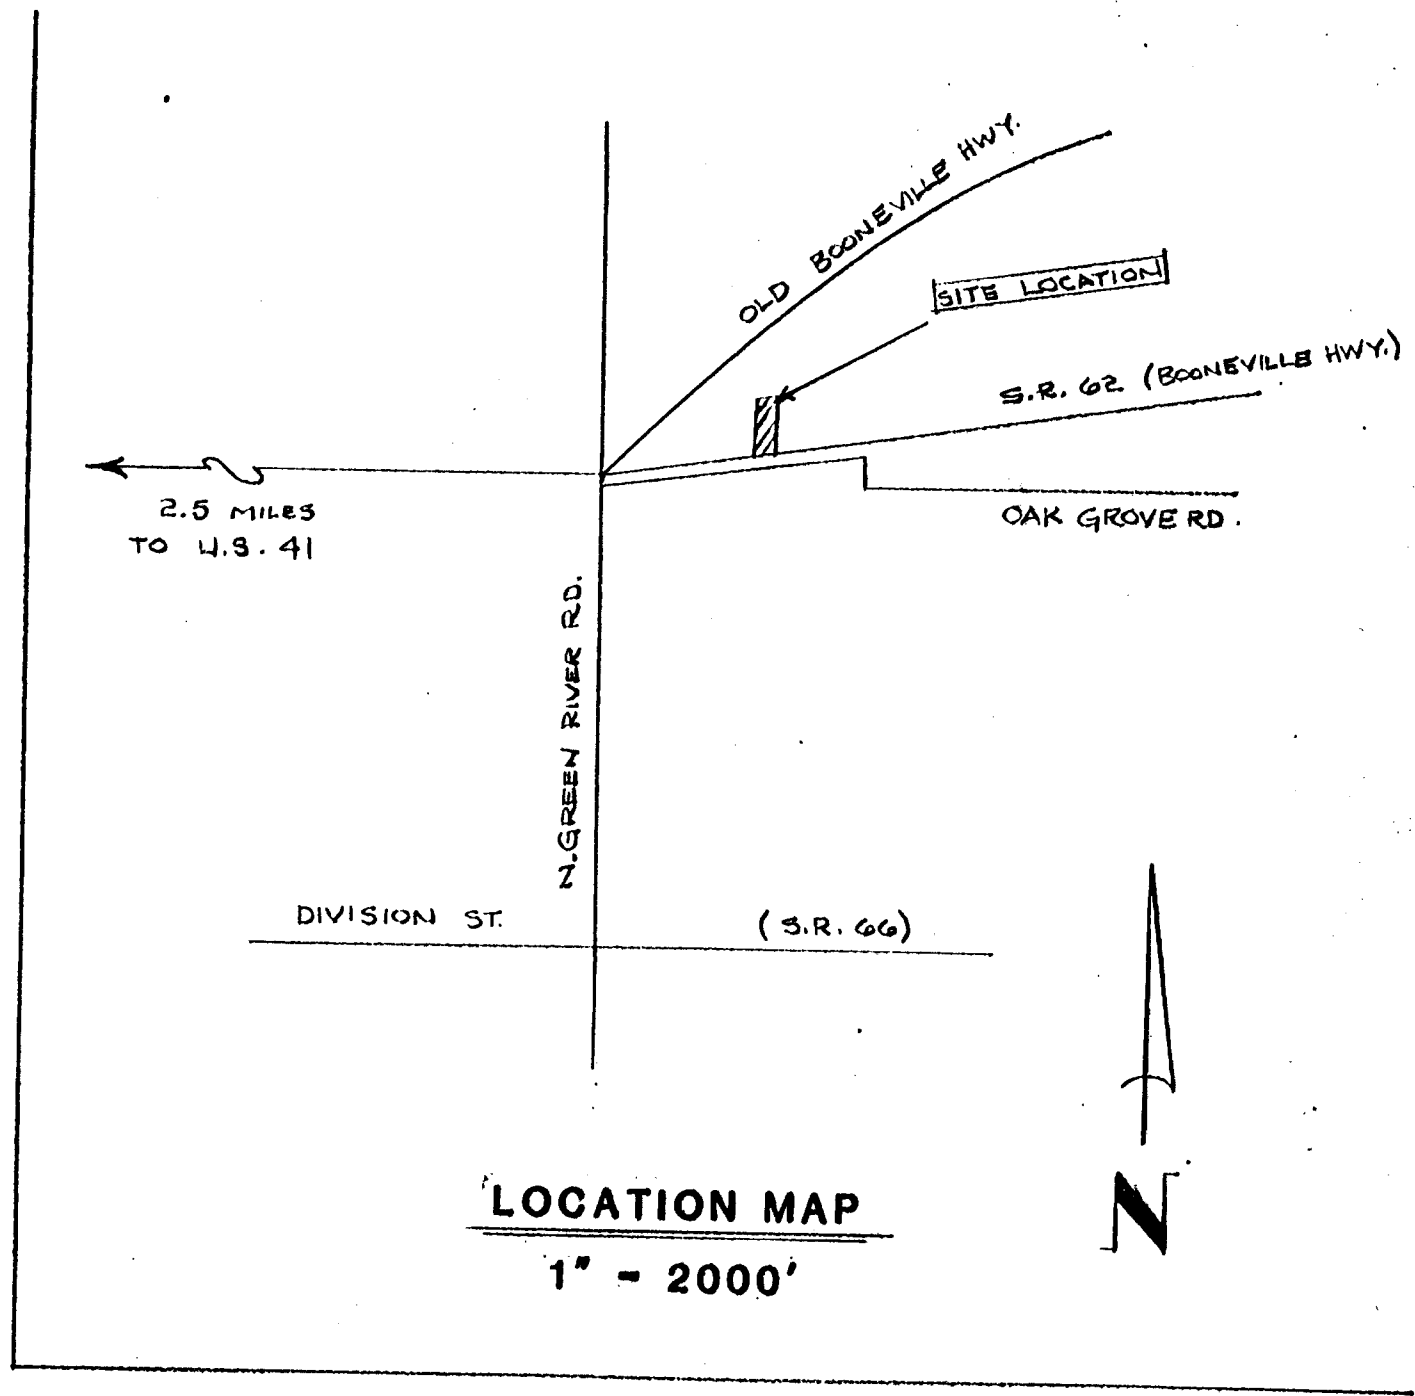 OLD BOONEVILLE HWY.
SITE LOCATION
S.R. 62 (BOONEVILLE HWY.)
2.5 MILES
TO U.S. 41
OAK GROVE RD.
N. GREEN RIVER RD.
DIVISION ST. (S.R. 66)
LOCATION MAP
1" - 2000'
N